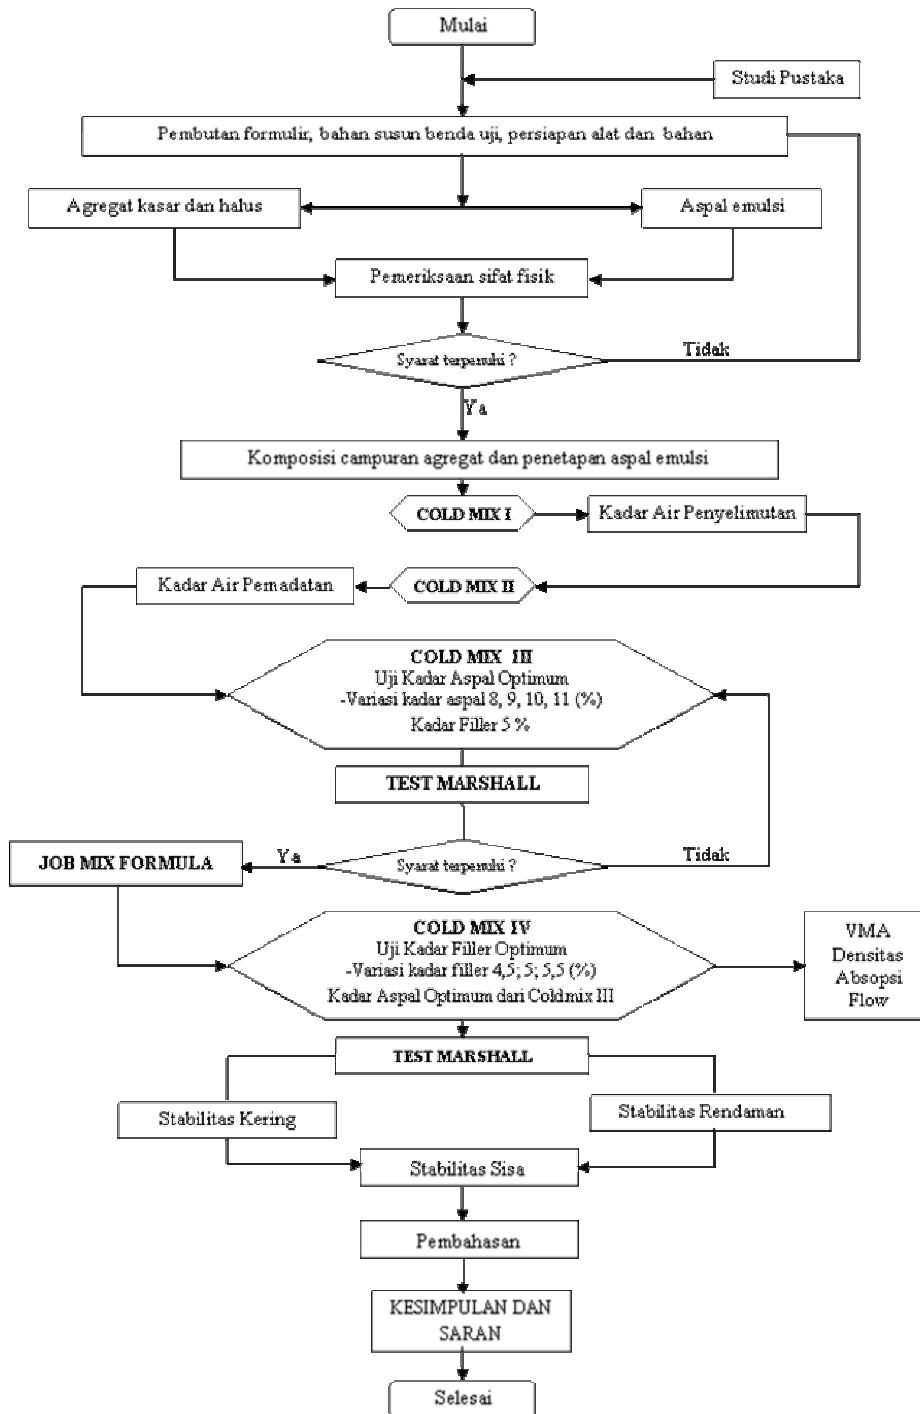 Mulai
Studi Pustaka
Pembutan formulir, bahan susun benda uji, persiapan alat dan bahan
Agregat kasar dan halus
Aspal emulsi
Pemeriksaan sifat fisik
Syarat terpenuhi ?
Tidak
Ya
Komposisi campuran agregat dan penetapan aspal emulsi
COLD MIX I
Kadar Air Penyelimutan
Kadar Air Pemadatan
COLD MIX II
COLD MIX III
Uji Kadar Aspal Optimum
-Variasi kadar aspal 8, 9, 10, 11 (%)
Kadar Filler 5 %
TEST MARSHALL
JOB MIX FORMULA
Ya
Syarat terpenuhi ?
Tidak
COLD MIX IV
Uji Kadar Filler Optimum
-Variasi kadar filler 4,5; 5; 5,5 (%)
Kadar Aspal Optimum dari Coldmix III
VMA
Densitas
Absopsi
Flow
TEST MARSHALL
Stabilitas Kering
Stabilitas Rendaman
Stabilitas Sisa
Pembahasan
KESIMPULAN DAN
SARAN
Selesai